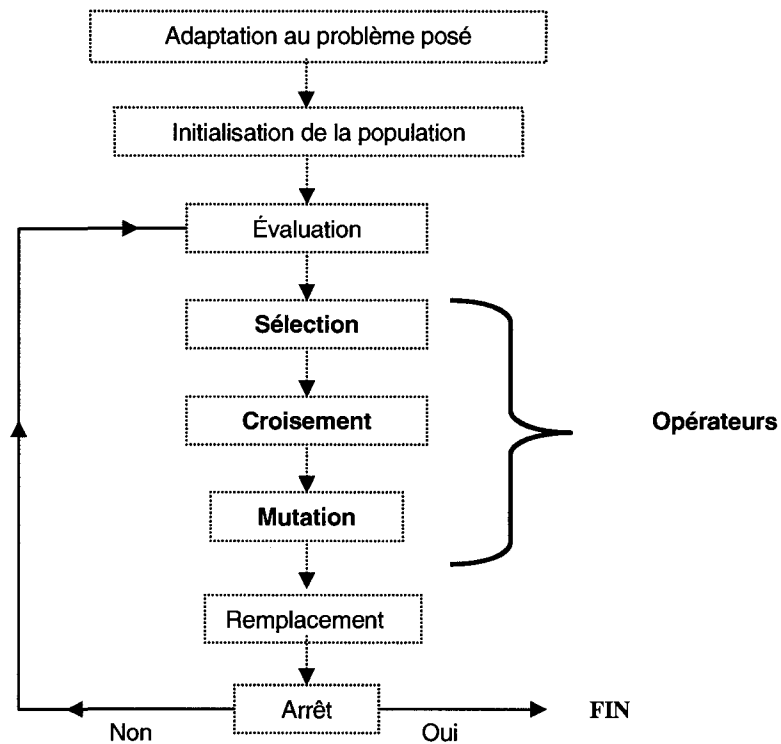 Adaptation au problème posé
Initialisation de la population
Évaluation
Sélection
Croisement
Opérateurs
Mutation
Remplacement
Arrêt
FIN
Non
Oui